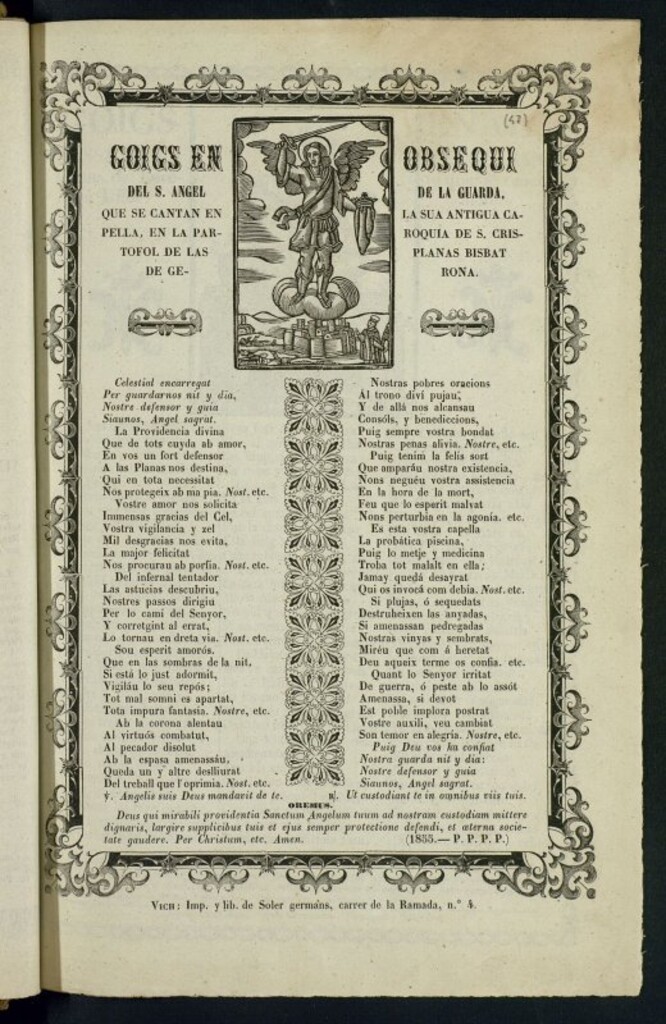 (48)
GOIGS EN OBSEQUI
DEL S. ANGEL DE LA GUARDA,
QUE SE CANTAN EN LA SUA ANTIGUA CA-
PELLA, EN LA PAR- ROQUIA DE S. CRIS-
TOFOL DE LAS PLANAS BISBAT
DE GE- RONA.
Celestial encarregat
Per guardarnos nit y dia,
Nostre defensor y guia
Siaunos, Angel sagrat.
La Providencia divina
Que de tots cuyda ab amor,
En vos un fort defensor
A las Planas nos destina,
Qui en tota necessitat
Nos protegeix ab ma pia. Nost. etc.
Vostre amor nos solicita
Immensas gracias del Cel,
Vostra vigilancia y zel
Mil desgracias nos evita,
La major felicitat
Nos procurau ab porfia. Nost. etc.
Del infernal tentador
Las astucias descubriu,
Nostres passos dirigiu
Per lo camí del Senyor,
Y corretgint al errat,
Lo tornau en dreta via. Nost. etc.
Sou esperit amorós.
Que en las sombras de la nit,
Si está lo just adormit,
Vigiláu lo seu repós;
Tot mal somni es apartat,
Tota impura fantasia. Nostre, etc.
Ab la corona alentau
Al virtuós combatut,
Al pecador disolut
Ab la espasa amenassáu,
Queda un y altre deslliurat
Del treball que l'oprimia. Nost. etc.
Nostras pobres oracions
Al trono diví pujau,
Y de allá nos alcansau
Consóls, y benediccions,
Puig sempre vostra bondat
Nostras penas alivia. Nostre, etc.
Puig tenim la felis sort
Que amparáu nostra existencia,
Nons neguéu vostra assistencia
En la hora de la mort,
Feu que lo esperit malvat
Nons perturbia en la agonía. etc.
Es esta vostra capella
La probática piscina,
Puig lo metje y medicina
Troba tot malalt en ella;
Jamay quedá desayrat
Qui os invocá com debia. Nost. etc.
Si plujas, ó sequedats
Destruheixen las anyadas,
Si amenassan pedregadas
Nostras vinyas y sembrats,
Miréu que com á heretat
Deu aqueix terme os confia. etc.
Quant lo Senyor irritat
De guerra, ó peste ab lo assót
Amenassa, si devot
Est poble implora postrat
Vostre auxili, veu cambiat
Son temor en alegría. Nostre, etc.
Puig Deu vos ha confiat
Nostra guarda nit y dia:
Nostre defensor y guia
Siaunos, Angel sagrat.
℣. Angelis suis Deus mandavit de te. ℟. Ut custodiant te in omnibus viis tuis.
OREMUS.
Deus qui mirabili providentia Sanctum Angelum tuum ad nostram custodiam mittere
dignaris, largire supplicibus tuis et ejus semper protectione defendi, et æterna socie-
tate gaudere. Per Christum, etc. Amen. (1855.—P. P. P. P.)
VICH: Imp. y lib. de Soler germáns, carrer de la Ramada, n.º 4.